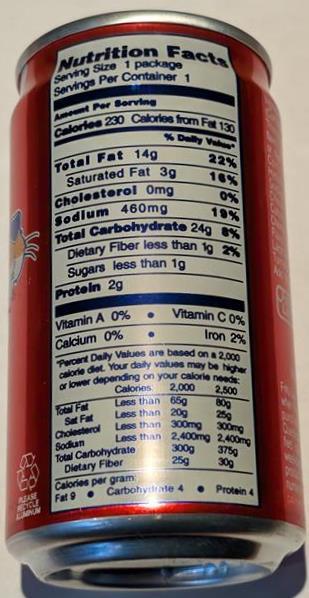 Nutrition Facts
Serving Size 1 package
Servings Per Container 1
Amount Per Serving
Calories 230 Calories from Fat 130
% Daily Value*
Total Fat 14g 22%
Saturated Fat 3g 16%
Cholesterol 0mg 0%
Sodium 460mg 19%
Total Carbohydrate 24g 8%
Dietary Fiber less than 1g 2%
Sugars less than 1g
Protein 2g
Vitamin A 0% • Vitamin C 0%
Calcium 0% • Iron 2%
*Percent Daily Values are based on a 2,000
calorie diet. Your daily values may be higher
or lower depending on your calorie needs:
Calories: 2,000 2,500
Total Fat Less than 65g 80g
Sat Fat Less than 20g 25g
Cholesterol Less than 300mg 300mg
Sodium Less than 2,400mg 2,400mg
Total Carbohydrate 300g 375g
Dietary Fiber 25g 30g
Calories per gram:
Fat 9 • Carbohydrate 4 • Protein 4
PLEASE
RECYCLE
ALUMINUM